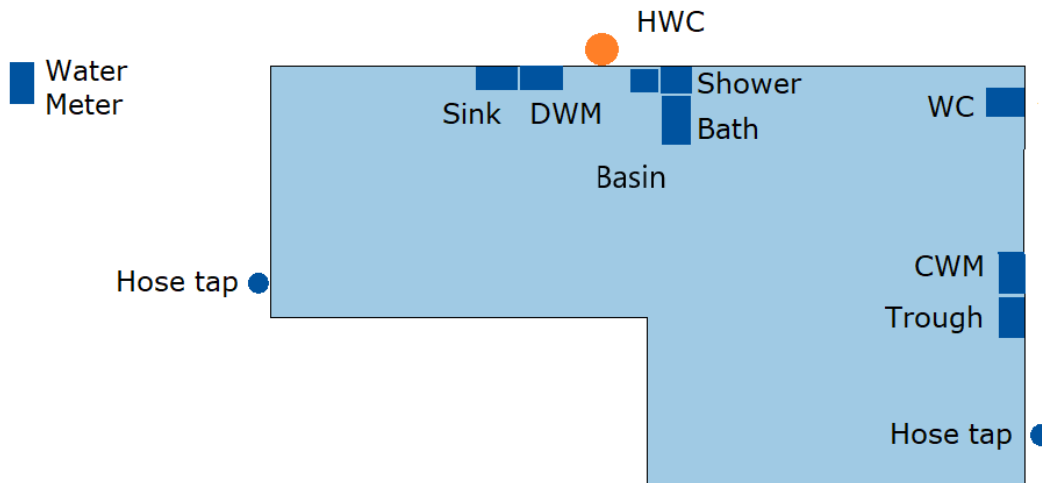 HWC
Water
Meter
Sink
DWM
Shower
WC
Bath
Basin
Hose tap
CWM
Trough
Hose tap